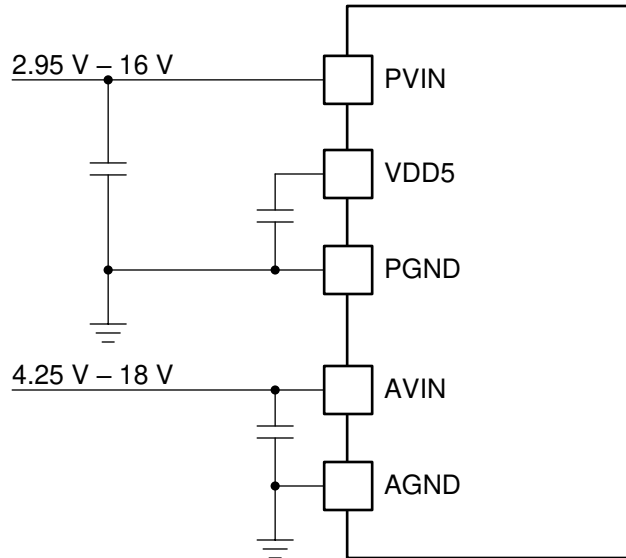 2.95 V – 16 V
PVIN
VDD5
PGND
4.25 V – 18 V
AVIN
AGND